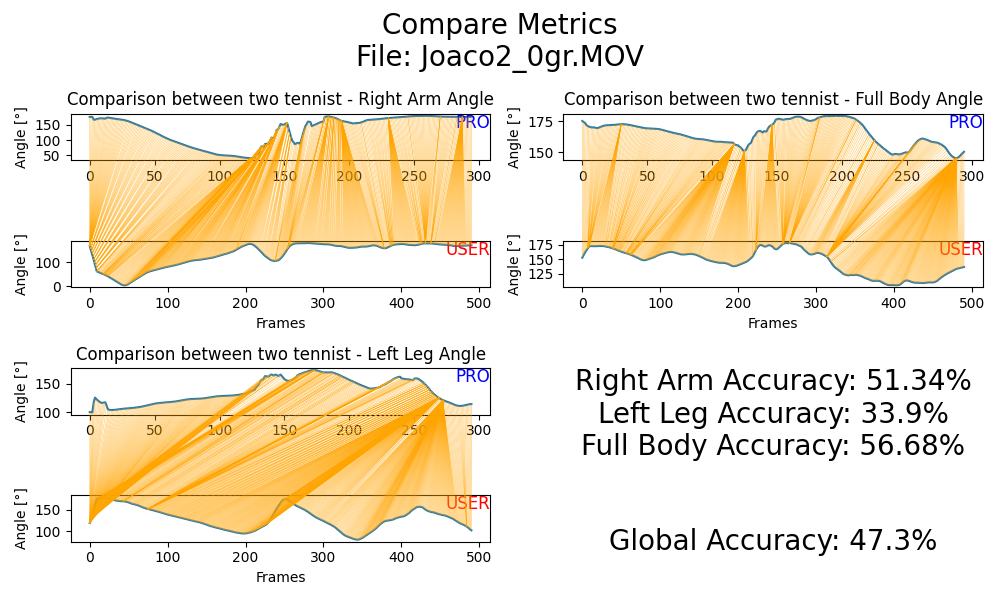 Compare Metrics
File: Joaco2_0gr.MOV
Comparison between two tennist - Right Arm Angle
Angle [°]
150
100
50
PRO
0 50 100 150 200 250 300
Angle [°]
100
0
USER
0 100 200 300 400 500
Frames
Comparison between two tennist - Full Body Angle
Angle [°]
175
150
PRO
0 50 100 150 200 250 300
Angle [°]
175
150
125
USER
0 100 200 300 400 500
Frames
Comparison between two tennist - Left Leg Angle
Angle [°]
150
100
PRO
0 50 100 150 200 250 300
Angle [°]
150
100
USER
0 100 200 300 400 500
Frames
Right Arm Accuracy: 51.34%
Left Leg Accuracy: 33.9%
Full Body Accuracy: 56.68%
Global Accuracy: 47.3%